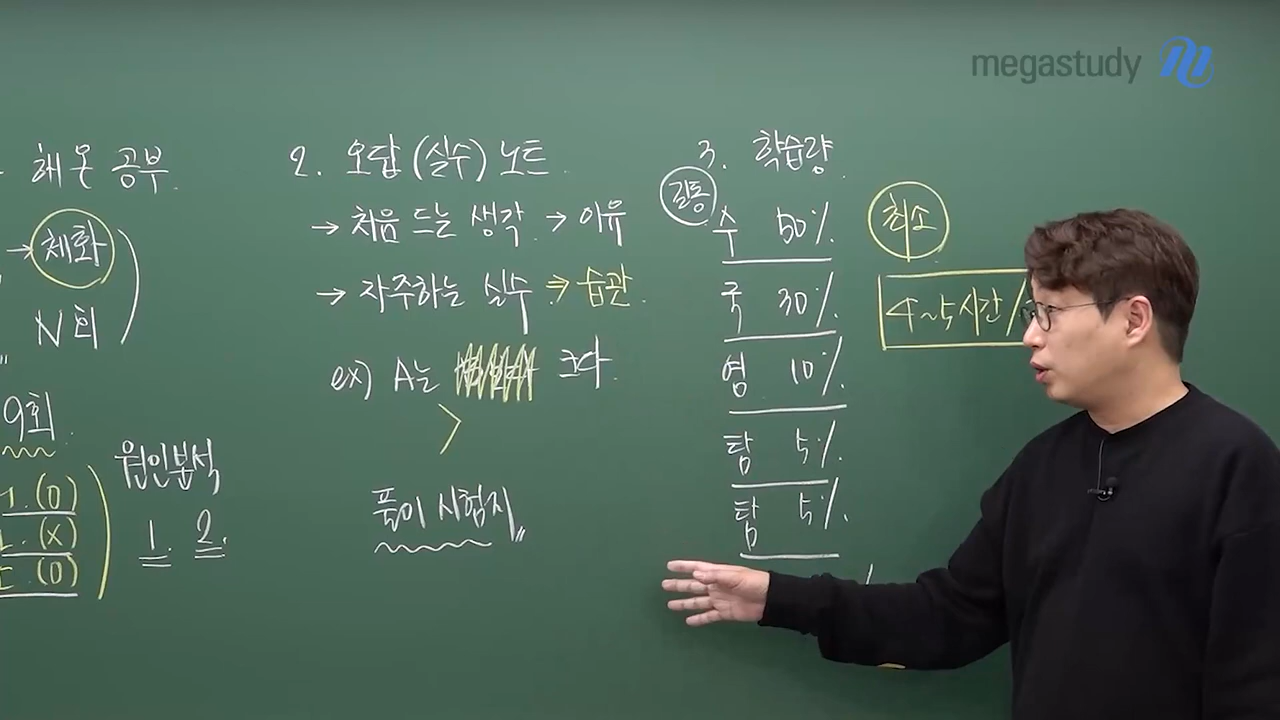 megastudy
해 온 공부.
→ 체화
N회
9회.
1. (O)
(X)
(O)
원인분석
1. 2.
2. 오답 (실수) 노트.
→ 처음 드는 생각. → 이유
→ 자주하는 실수 ⇒ 습관.
ex) A는 크다.
>
풀이 시험지"
3. 학습량.
수 50%.
국 30%.
영 10%.
탐 5%.
탐 5%.
최소
4~5시간/